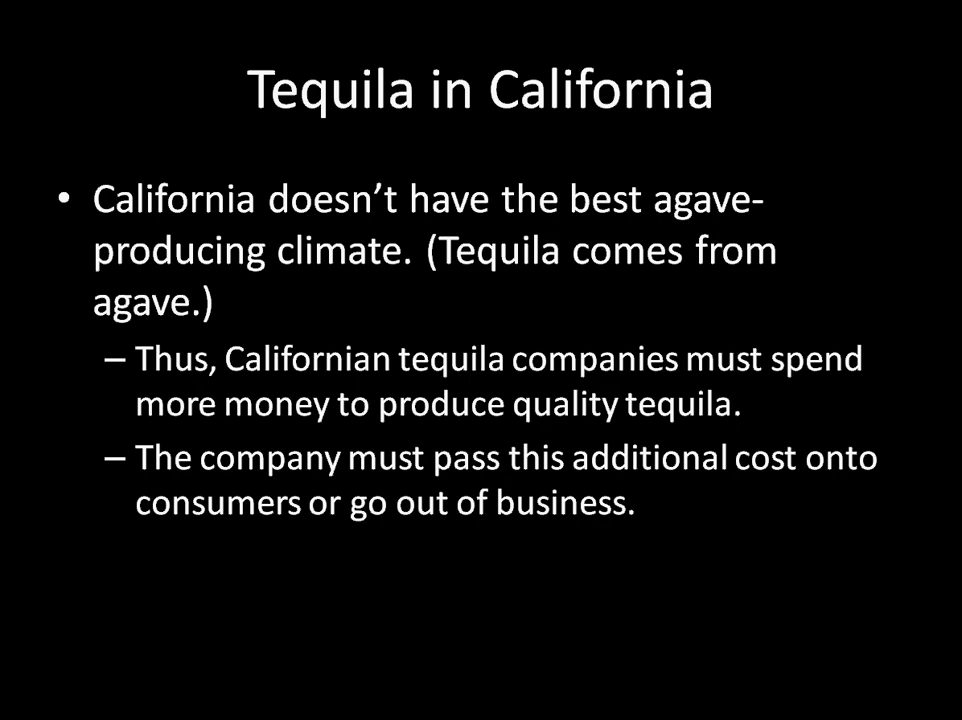 Tequila in California
• California doesn’t have the best agave-
producing climate. (Tequila comes from
agave.)
– Thus, Californian tequila companies must spend
more money to produce quality tequila.
– The company must pass this additional cost onto
consumers or go out of business.